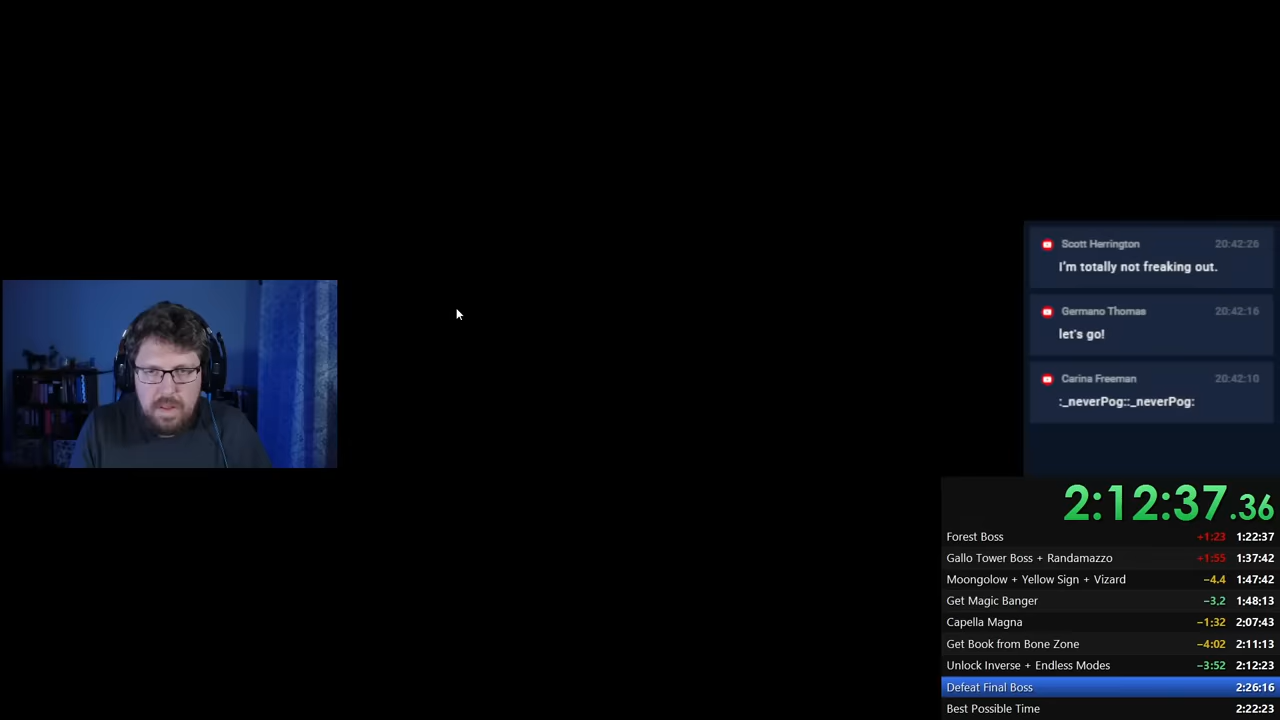 Scott Herrington 20:42:26
I'm totally not freaking out.
Germano Thomas 20:42:16
let's go!
Carina Freeman 20:42:10
:_neverPog::_neverPog:
2:12:37.36
Forest Boss +1:23 1:22:37
Gallo Tower Boss + Randamazzo +1:55 1:37:42
Moongolow + Yellow Sign + Vizard −4.4 1:47:42
Get Magic Banger −3.2 1:48:13
Capella Magna −1:32 2:07:43
Get Book from Bone Zone −4:02 2:11:13
Unlock Inverse + Endless Modes −3:52 2:12:23
Defeat Final Boss 2:26:16
Best Possible Time 2:22:23